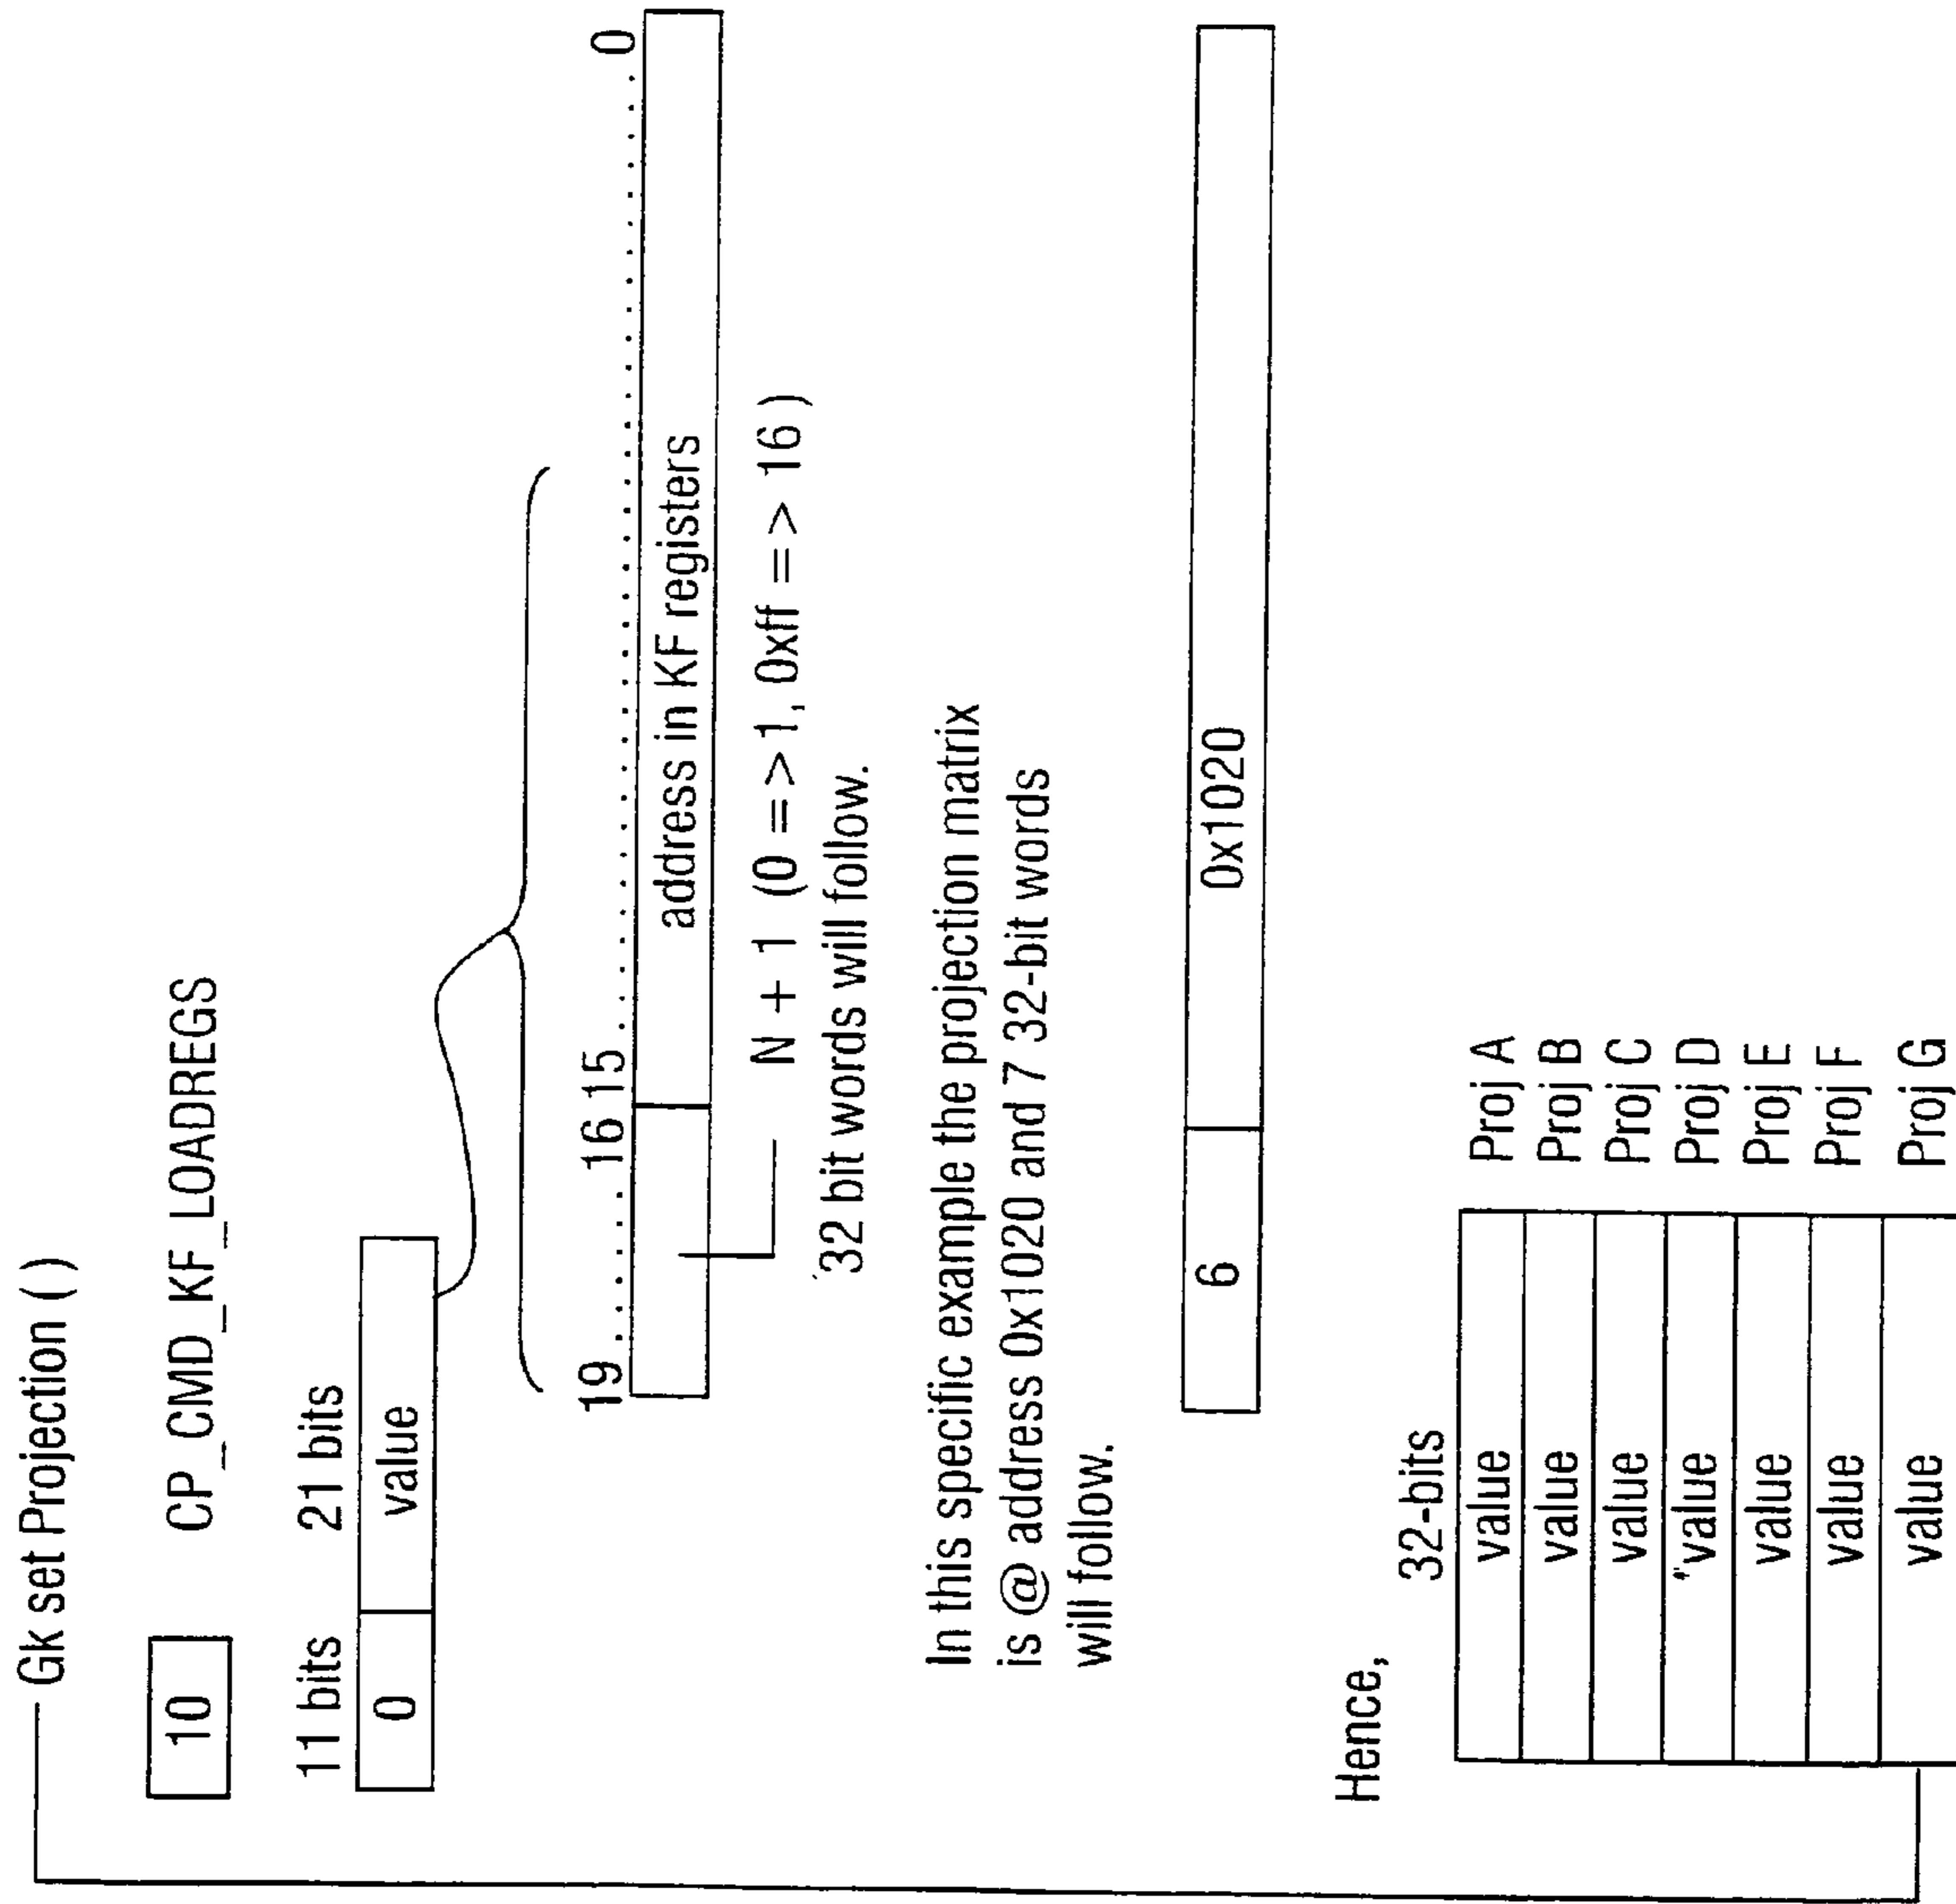 Gk set Projection ( )
10 CP_CMD_KF_LOADREGS
11 bits 21 bits
0 value
19 . . . . . 16 15 . . . . . . . . . . . . . . . . . . . . . . . . . . . . . . . . . . 0
address in KF registers
N + 1 (0 = >1, 0xff = > 16 )
32 bit words will follow.
In this specific example the projection matrix
is @ address 0x1020 and 7 32-bit words
will follow.
6 0x1020
Hence,
32-bits
value Proj A
value Proj B
value Proj C
"value Proj D
value Proj E
value Proj F
value Proj G